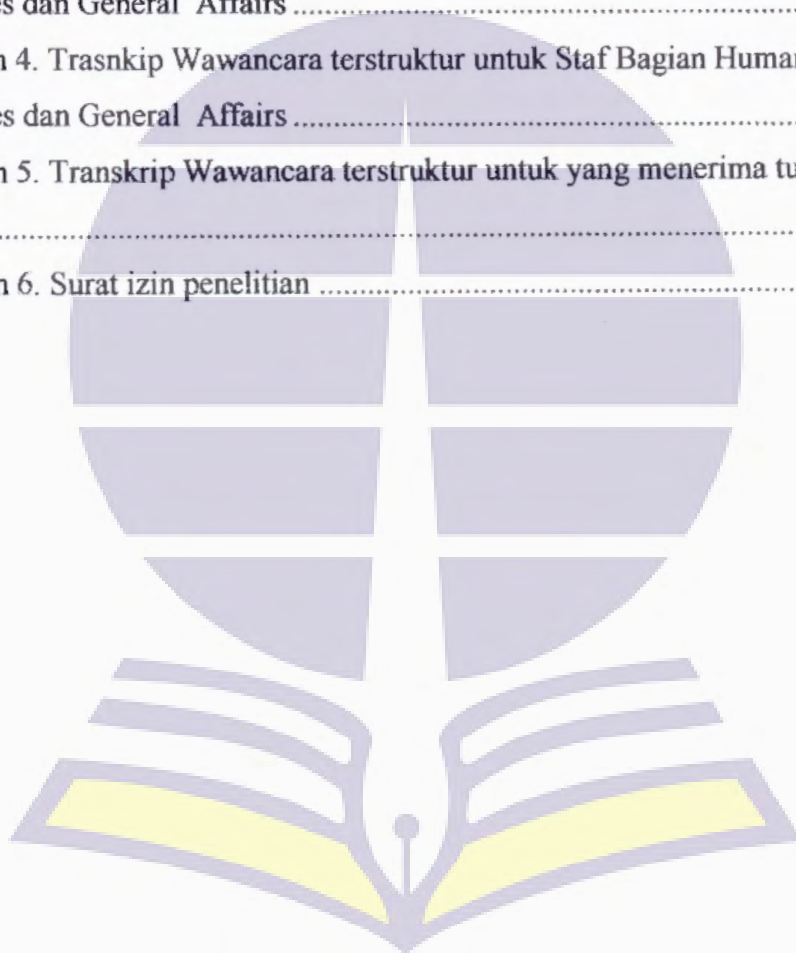 es dan General Affairs ..........................................................................
n 4. Trasnkip Wawancara terstruktur untuk Staf Bagian Human
es dan General Affairs ..........................................................................
n 5. Transkrip Wawancara terstruktur untuk yang menerima tu
..........................................................................................................
n 6. Surat izin penelitian ......................................................................